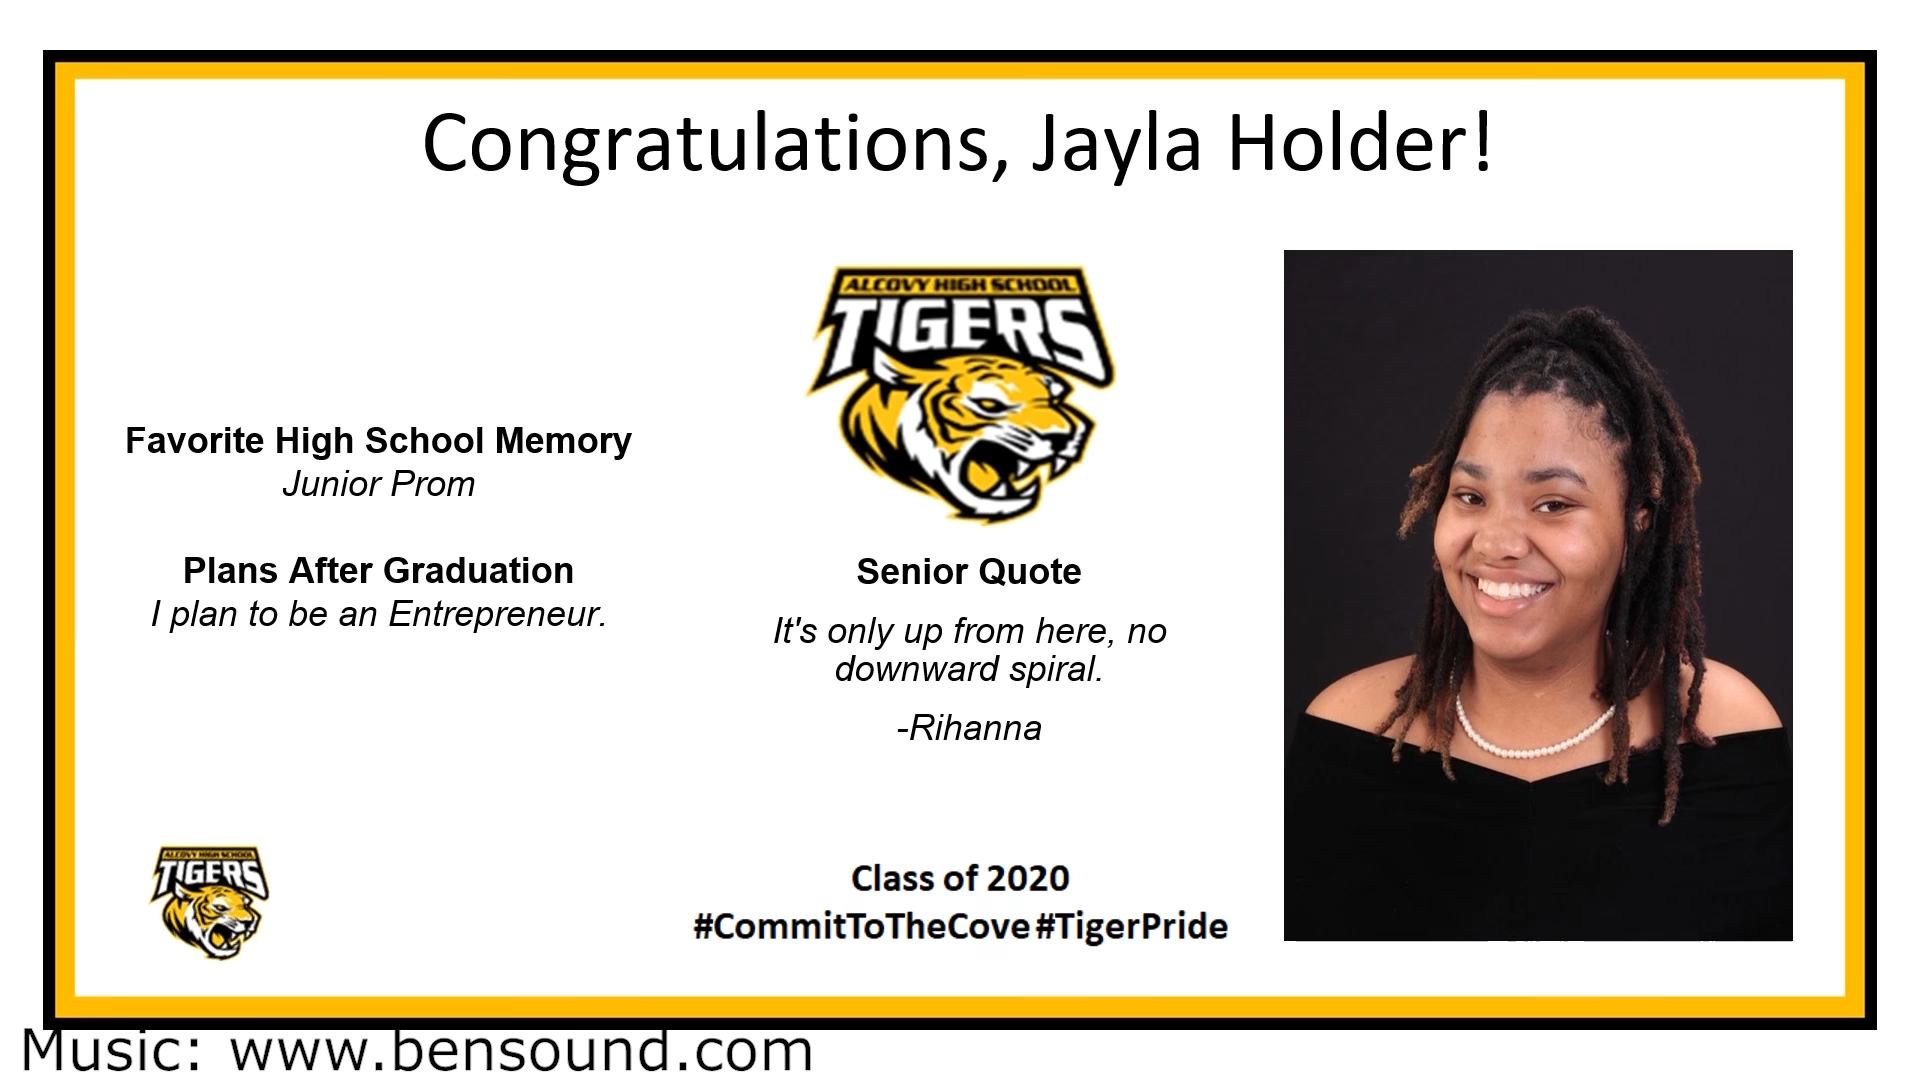 Congratulations, Jayla Holder!
ALCOVY HIGH SCHOOL
TIGERS
Favorite High School Memory
Junior Prom
Plans After Graduation
I plan to be an Entrepreneur.
Senior Quote
It's only up from here, no
downward spiral.
-Rihanna
ALCOVY HIGH SCHOOL
TIGERS
Class of 2020
#CommitToTheCove #TigerPride
Music: www.bensound.com